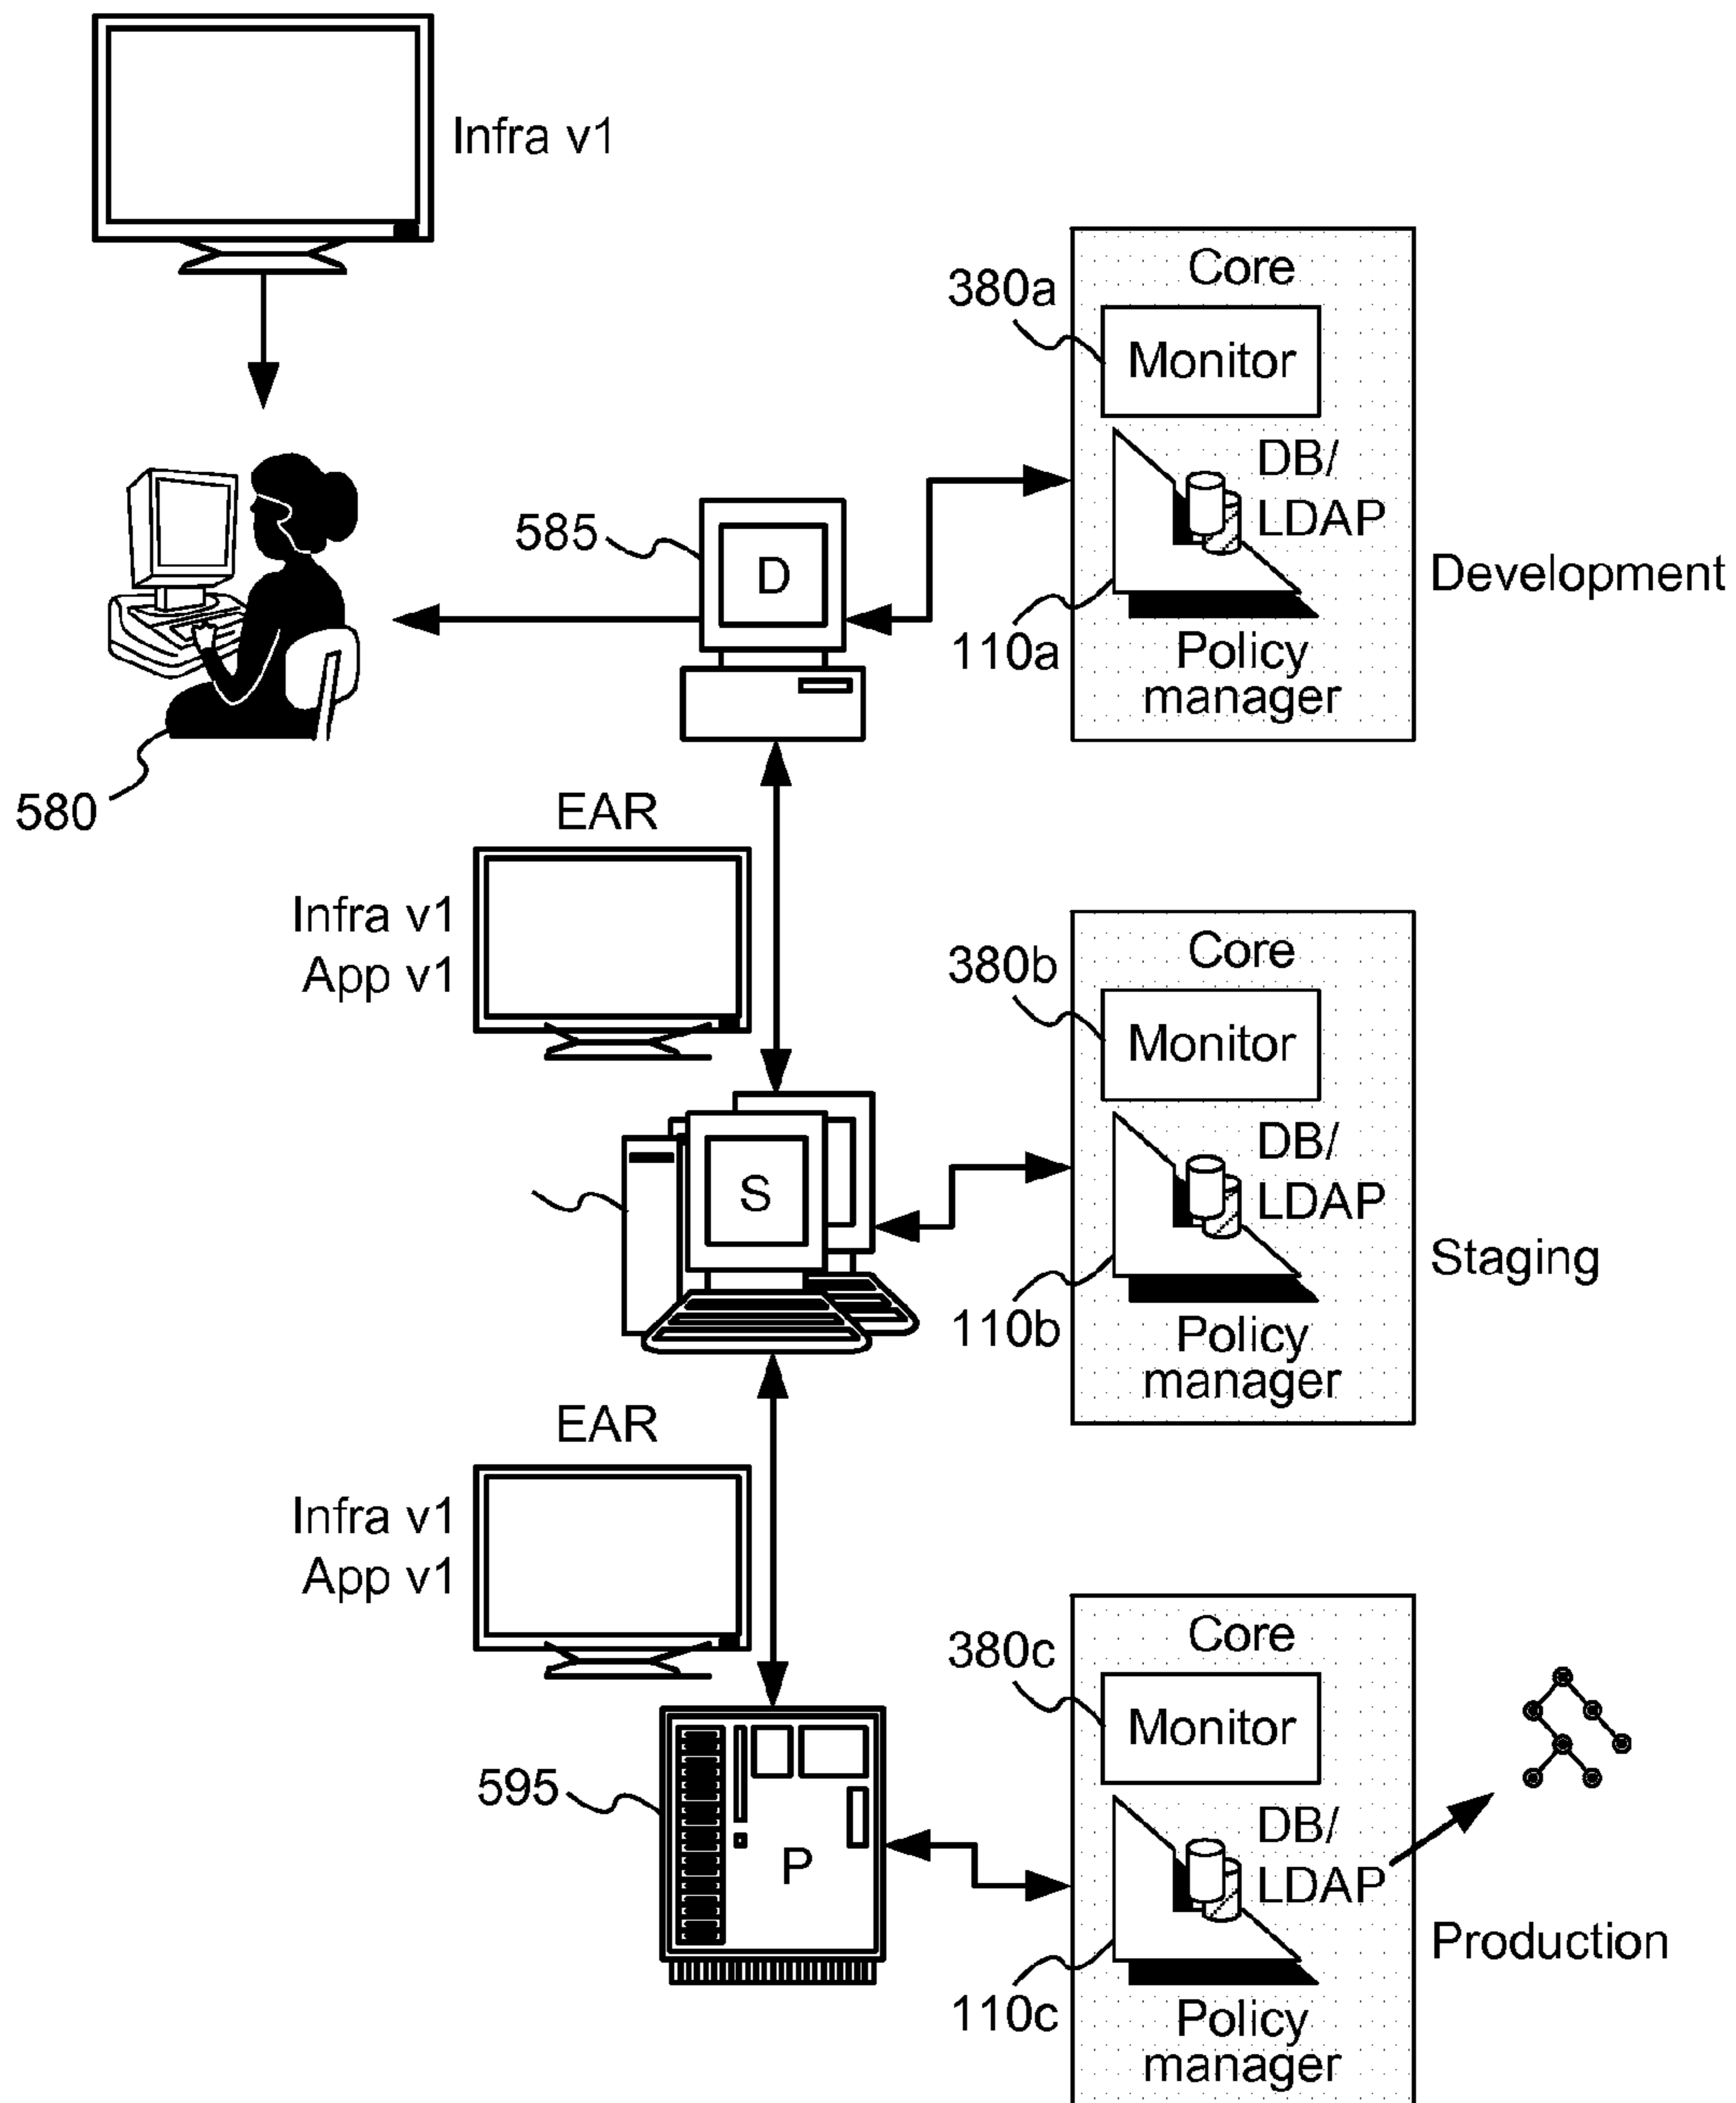 Infra v1
Core
380a
Monitor
DB/
LDAP
585
D
Development
110a
Policy
manager
580
EAR
Infra v1
App v1
Core
380b
Monitor
DB/
LDAP
S
Staging
110b
Policy
manager
EAR
Infra v1
App v1
Core
380c
Monitor
595
DB/
LDAP
P
Production
110c
Policy
manager